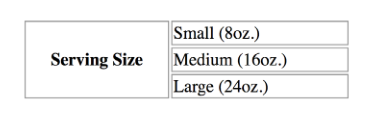 Serving Size
Small (8oz.)
Medium (16oz.)
Large (24oz.)